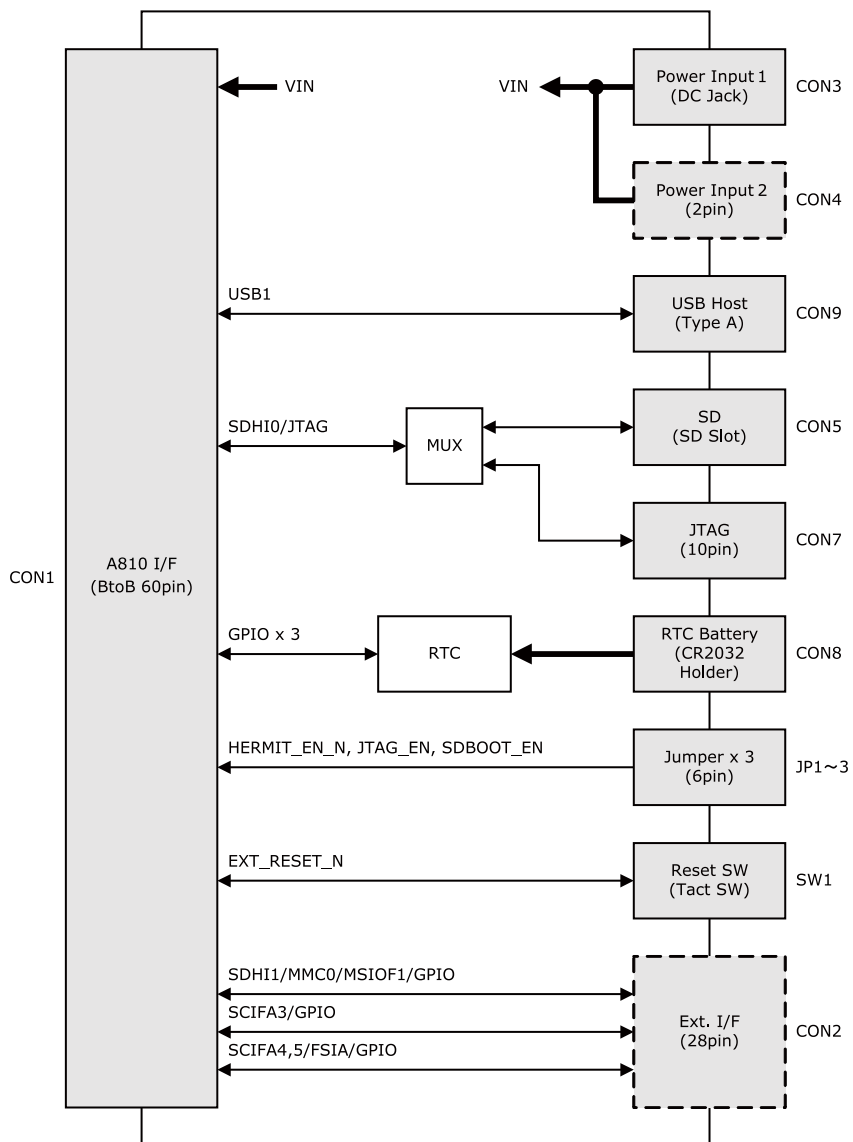 Power Input 1
(DC Jack)
CON3
VIN
VIN
Power Input 2
(2pin)
CON4
USB1
USB Host
(Type A)
CON9
SDHI0/JTAG
MUX
SD
(SD Slot)
CON5
JTAG
(10pin)
CON7
CON1
A810 I/F
(BtoB 60pin)
GPIO x 3
RTC
RTC Battery
(CR2032
Holder)
CON8
HERMIT_EN_N, JTAG_EN, SDBOOT_EN
Jumper x 3
(6pin)
JP1～3
EXT_RESET_N
Reset SW
(Tact SW)
SW1
SDHI1/MMC0/MSIOF1/GPIO
SCIFA3/GPIO
SCIFA4,5/FSIA/GPIO
Ext. I/F
(28pin)
CON2